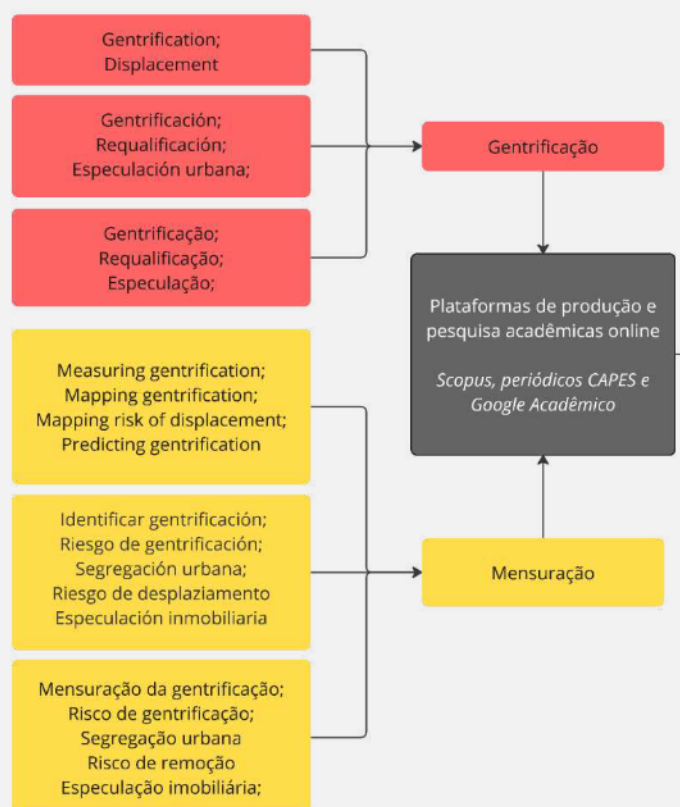 Gentrification;
Displacement
Gentrificación;
Requalificación;
Especulación urbana;
Gentrificação;
Requalificação;
Especulação;
Gentrificação
Plataformas de produção e
pesquisa acadêmicas online
Scopus, periódicos CAPES e
Google Acadêmico
Measuring gentrification;
Mapping gentrification;
Mapping risk of displacement;
Predicting gentrification
Identificar gentrificación;
Riesgo de gentrificación;
Segregación urbana;
Riesgo de desplaziamento
Especulación inmobiliaria
Mensuração da gentrificação;
Risco de gentrificação;
Segregação urbana
Risco de remoção
Especulação imobiliária;
Mensuração